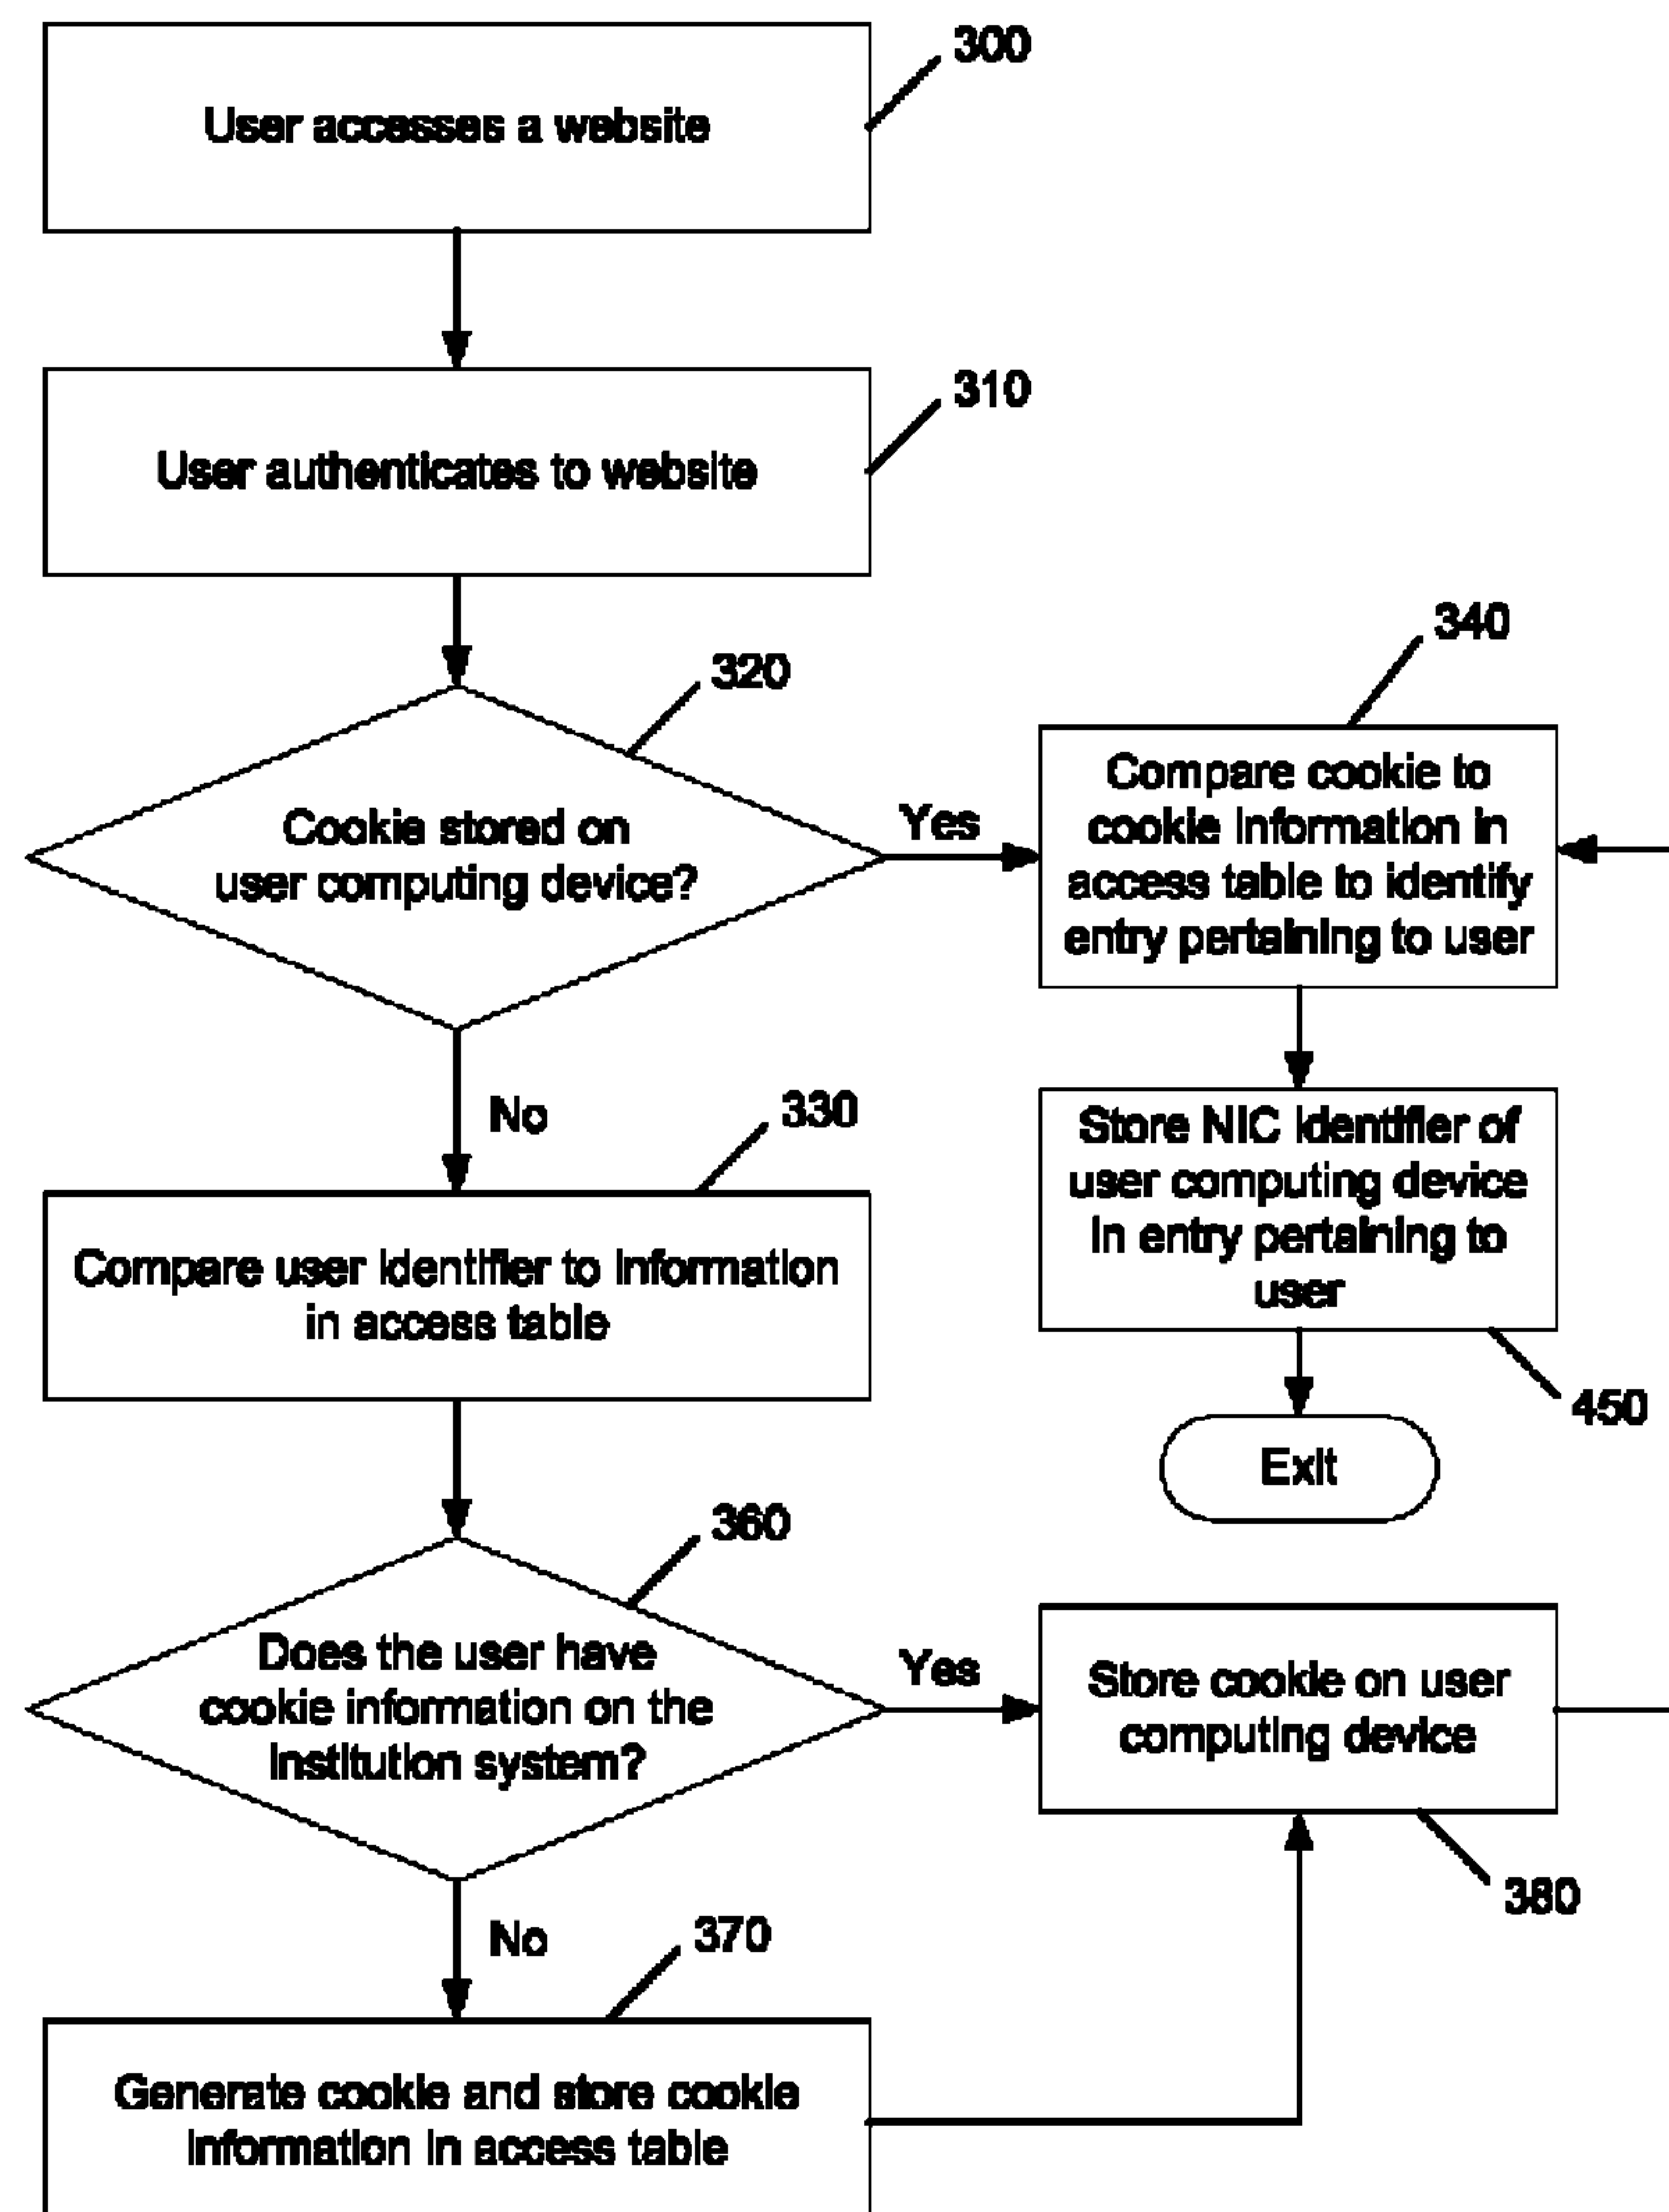 300
User accesses a website
310
User authenticates to website
320
Cookie stored on
user computing device?
Yes
340
Compare cookie to
cookie information in
access table to identify
entry pertaining to user
No
330
Compare user identifier to information
in access table
Store NIC identifier of
user computing device
in entry pertaining to
user
450
Exit
360
Does the user have
cookie information on the
institution system?
Yes
Store cookie on user
computing device
380
No
370
Generate cookie and store cookie
information in access table